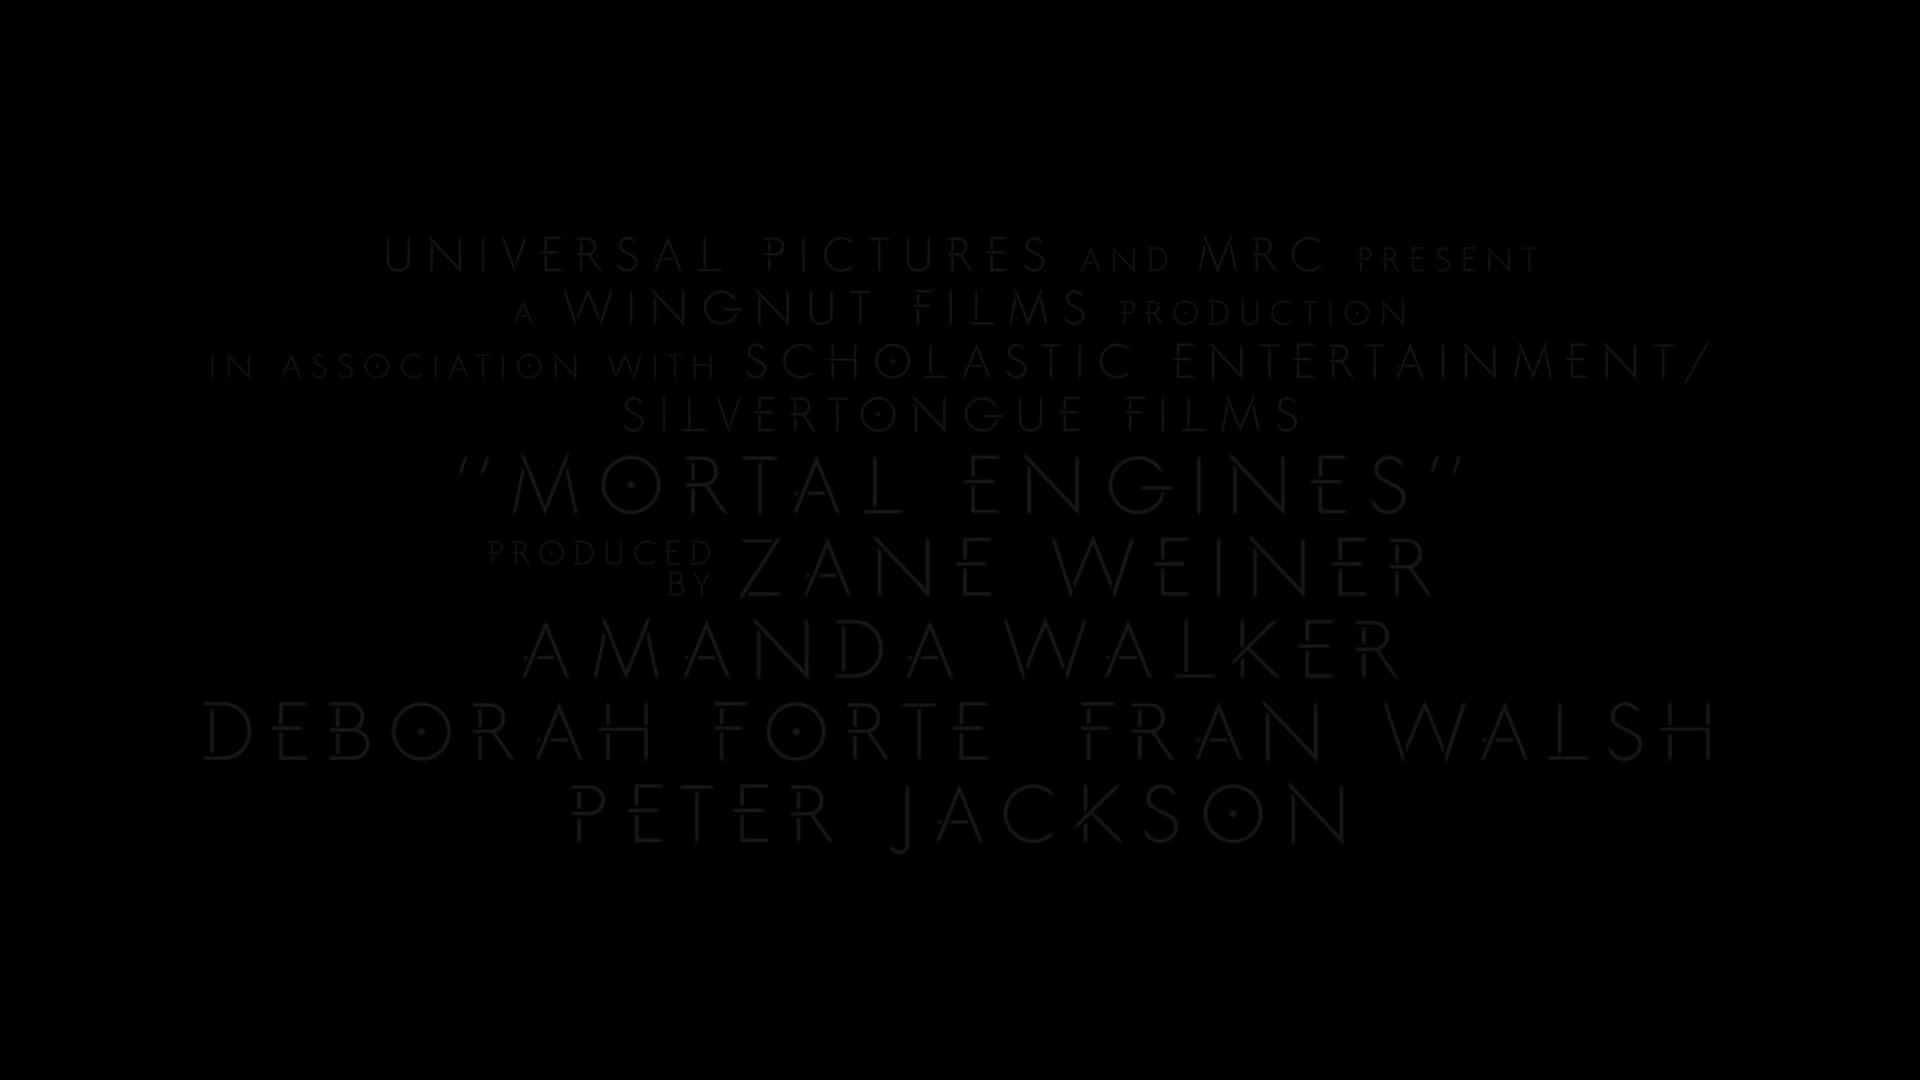 UNIVERSAL PICTURES AND MRC PRESENT
A WINGNUT FILMS PRODUCTION
IN ASSOCIATION WITH SCHOLASTIC ENTERTAINMENT/
SILVERTONGUE FILMS
"MORTAL ENGINES"
PRODUCED BY ZANE WEINER
AMANDA WALKER
DEBORAH FORTE FRAN WALSH
PETER JACKSON